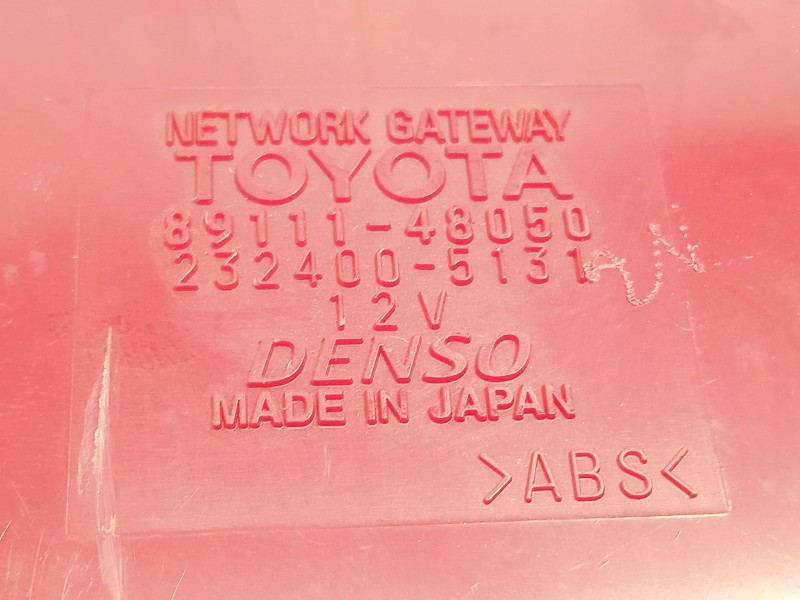 NETWORK GATEWAY
TOYOTA
89111-48050
232400-5131
12V
DENSO
MADE IN JAPAN
>ABS<